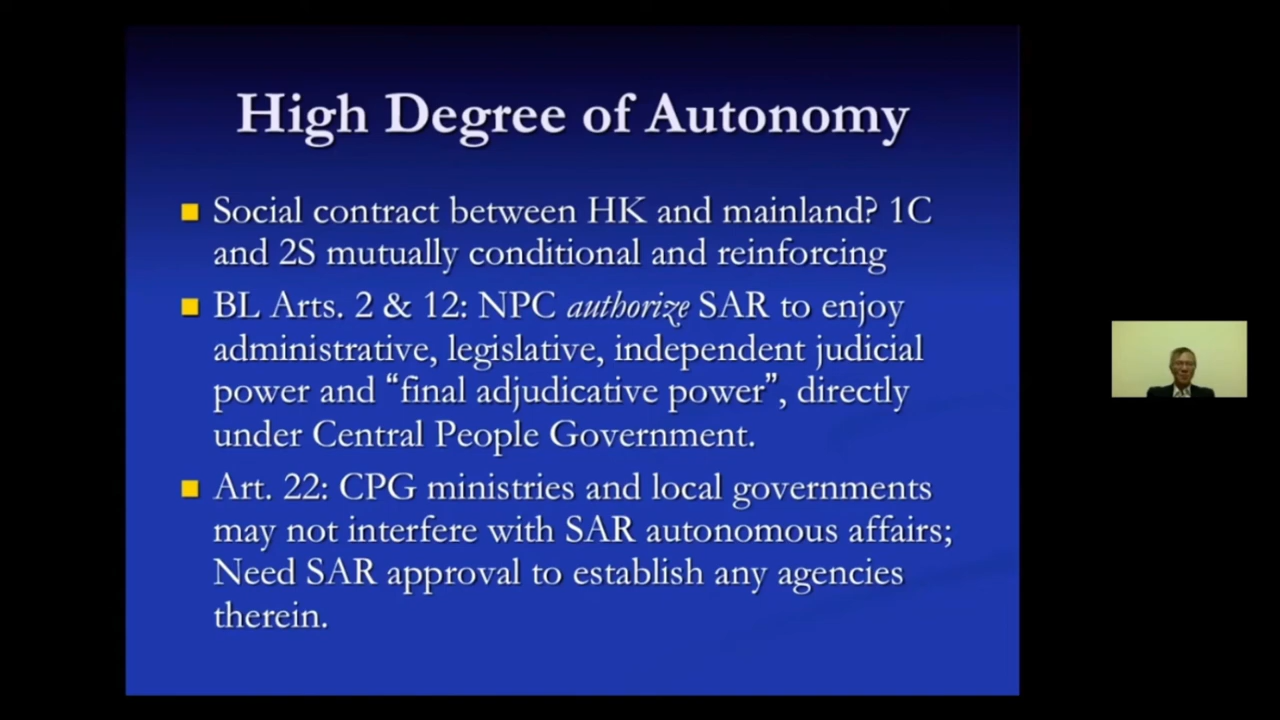 High Degree of Autonomy
Social contract between HK and mainland? 1C
and 2S mutually conditional and reinforcing
BL Arts. 2 & 12: NPC authorize SAR to enjoy
administrative, legislative, independent judicial
power and “final adjudicative power”, directly
under Central People Government.
Art. 22: CPG ministries and local governments
may not interfere with SAR autonomous affairs;
Need SAR approval to establish any agencies
therein.